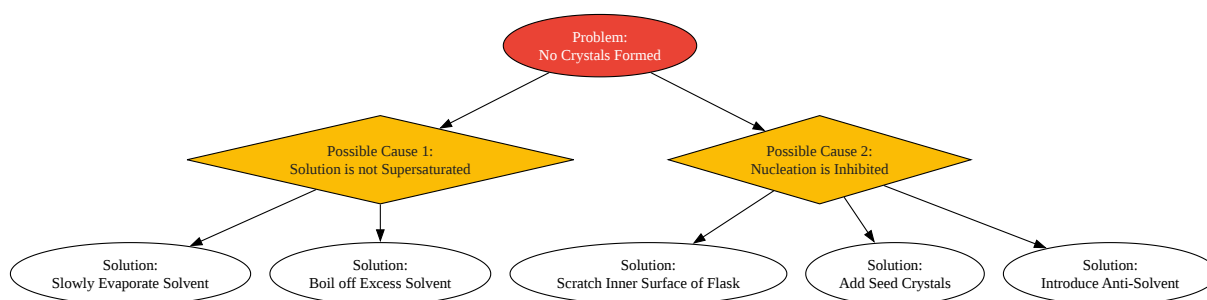 Problem:
No Crystals Formed
Possible Cause 1:
Solution is not Supersaturated
Possible Cause 2:
Nucleation is Inhibited
Solution:
Slowly Evaporate Solvent
Solution:
Boil off Excess Solvent
Solution:
Scratch Inner Surface of Flask
Solution:
Add Seed Crystals
Solution:
Introduce Anti-Solvent